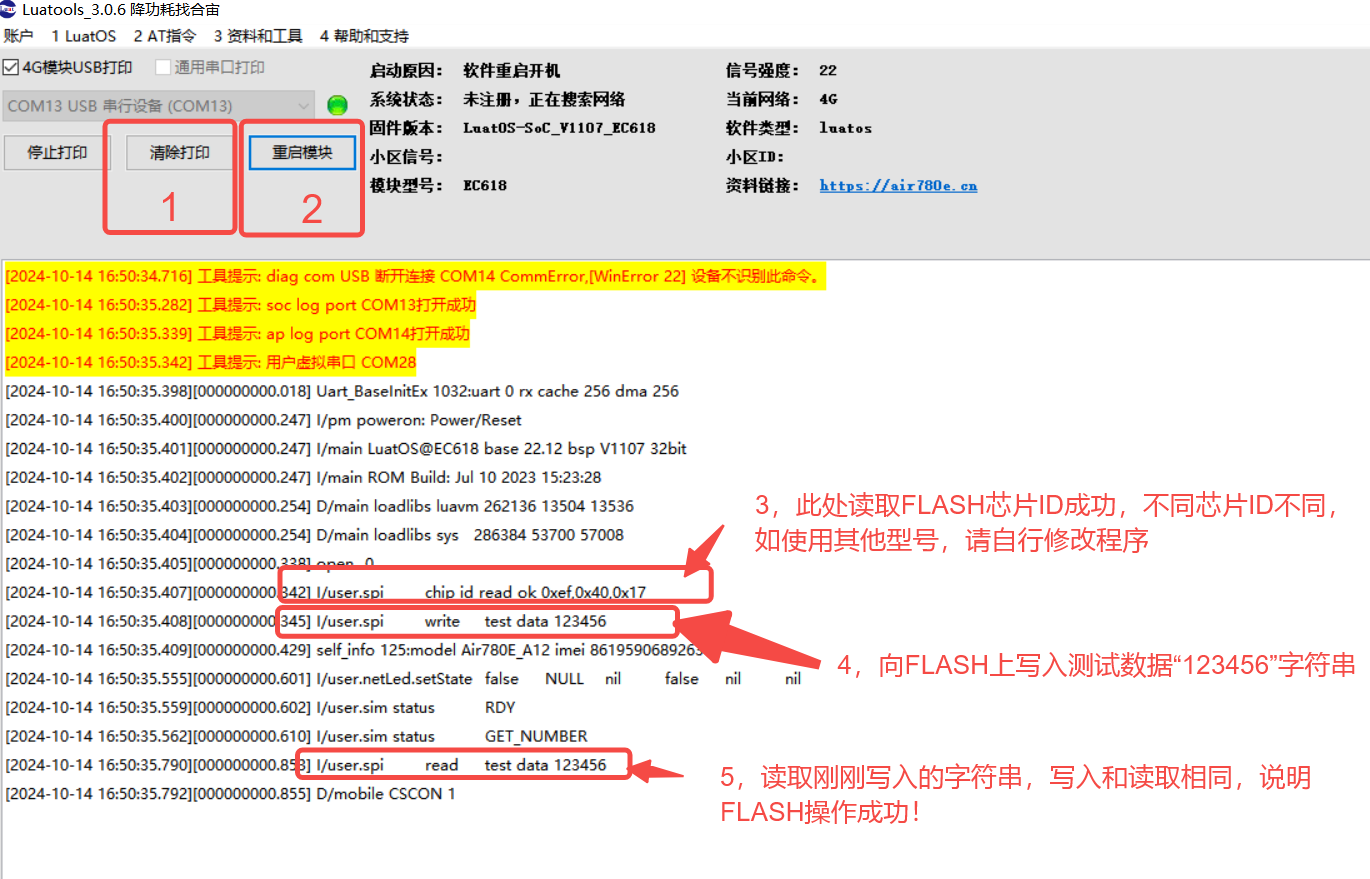 Luatools_3.0.6 降功耗找合宙
账户 1 LuatOS 2 AT指令 3 资料和工具 4 帮助和支持
4G模块USB打印 通用串口打印
COM13 USB 串行设备 (COM13)
停止打印 清除打印 重启模块
1 2
启动原因: 软件重启开机 信号强度: 22
系统状态: 未注册,正在搜索网络 当前网络: 4G
固件版本: LuatOS-SoC_V1107_EC618 软件类型: luatos
小区信号: 小区ID:
模块型号: EC618 资料链接: https://air780e.cn
[2024-10-14 16:50:34.716] 工具提示: diag com USB 断开连接 COM14 CommError,[WinError 22] 设备不识别此命令。
[2024-10-14 16:50:35.282] 工具提示: soc log port COM13打开成功
[2024-10-14 16:50:35.339] 工具提示: ap log port COM14打开成功
[2024-10-14 16:50:35.342] 工具提示: 用户虚拟串口 COM28
[2024-10-14 16:50:35.398][000000000.018] Uart_BaseInitEx 1032:uart 0 rx cache 256 dma 256
[2024-10-14 16:50:35.400][000000000.247] I/pm poweron: Power/Reset
[2024-10-14 16:50:35.401][000000000.247] I/main LuatOS@EC618 base 22.12 bsp V1107 32bit
[2024-10-14 16:50:35.402][000000000.247] I/main ROM Build: Jul 10 2023 15:23:28
[2024-10-14 16:50:35.403][000000000.254] D/main loadlibs luavm 262136 13504 13536
[2024-10-14 16:50:35.404][000000000.254] D/main loadlibs sys 286384 53700 57008
[2024-10-14 16:50:35.405][000000000.338] open 0
[2024-10-14 16:50:35.407][000000000.342] I/user.spi chip id read ok 0xef,0x40,0x17
[2024-10-14 16:50:35.408][000000000.345] I/user.spi write test data 123456
[2024-10-14 16:50:35.409][000000000.429] self_info 125:model Air780E_A12 imei 861959068926
[2024-10-14 16:50:35.555][000000000.601] I/user.netLed.setState false NULL nil false nil nil
[2024-10-14 16:50:35.559][000000000.602] I/user.sim status RDY
[2024-10-14 16:50:35.562][000000000.610] I/user.sim status GET_NUMBER
[2024-10-14 16:50:35.790][000000000.853] I/user.spi read test data 123456
[2024-10-14 16:50:35.792][000000000.855] D/mobile CSCON 1
3,此处读取FLASH芯片ID成功,不同芯片ID不同,
如使用其他型号,请自行修改程序
4,向FLASH上写入测试数据“123456”字符串
5,读取刚刚写入的字符串,写入和读取相同,说明
FLASH操作成功!